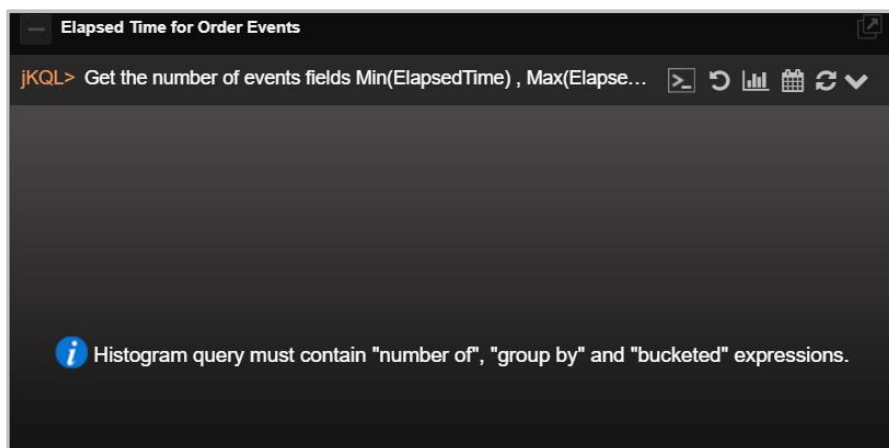 Elapsed Time for Order Events
jKQL> Get the number of events fields Min(ElapsedTime) , Max(Elapse...
Histogram query must contain "number of", "group by" and "bucketed" expressions.